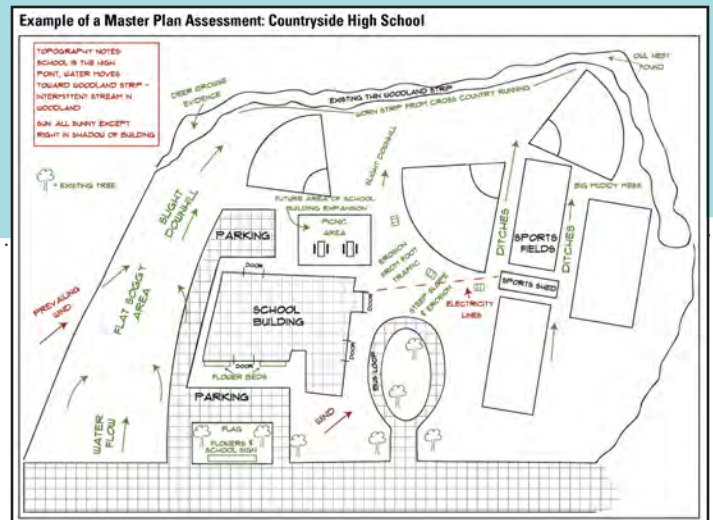 Example of a Master Plan Assessment: Countryside High School
TOPOGRAPHY NOTES
SCHOOL IS THE HIGH
POINT, WATER MOVES
TOWARD WOODLAND STRIP -
INTERMITTENT STREAM IN
WOODLAND
SUN: ALL SUNNY EXCEPT
RIGHT IN SHADOW OF BUILDING
= EXISTING TREE
DEER GROUSE
EVIDENCE
EXISTING THIN WOODLAND STRIP
WORN STRIP FROM CROSS COUNTRY RUNNING
OWL NEST
FOUND
SLIGHT
DOWNHILL
SLIGHT DOWNHILL
FUTURE AREA OF SCHOOL
BUILDING EXPANSION
PICNIC
AREA
PARKING
BIG MUDDY MESS
DITCHES
SPORTS
FIELDS
DITCHES
EROSION
FROM FOOT
TRAFFIC
STEEP SLOPE
& EROSION
ELECTRICITY
LINES
SPORTS SHED
PREVAILING
WIND
FLAT SOGGY
AREA
DOOR
SCHOOL
BUILDING
DOOR
DOOR
DOOR
FLOWER BEDS
PARKING
BUS LOOP
WIND
WATER
FLOW
FLAG
FLOWERS &
SCHOOL SIGN